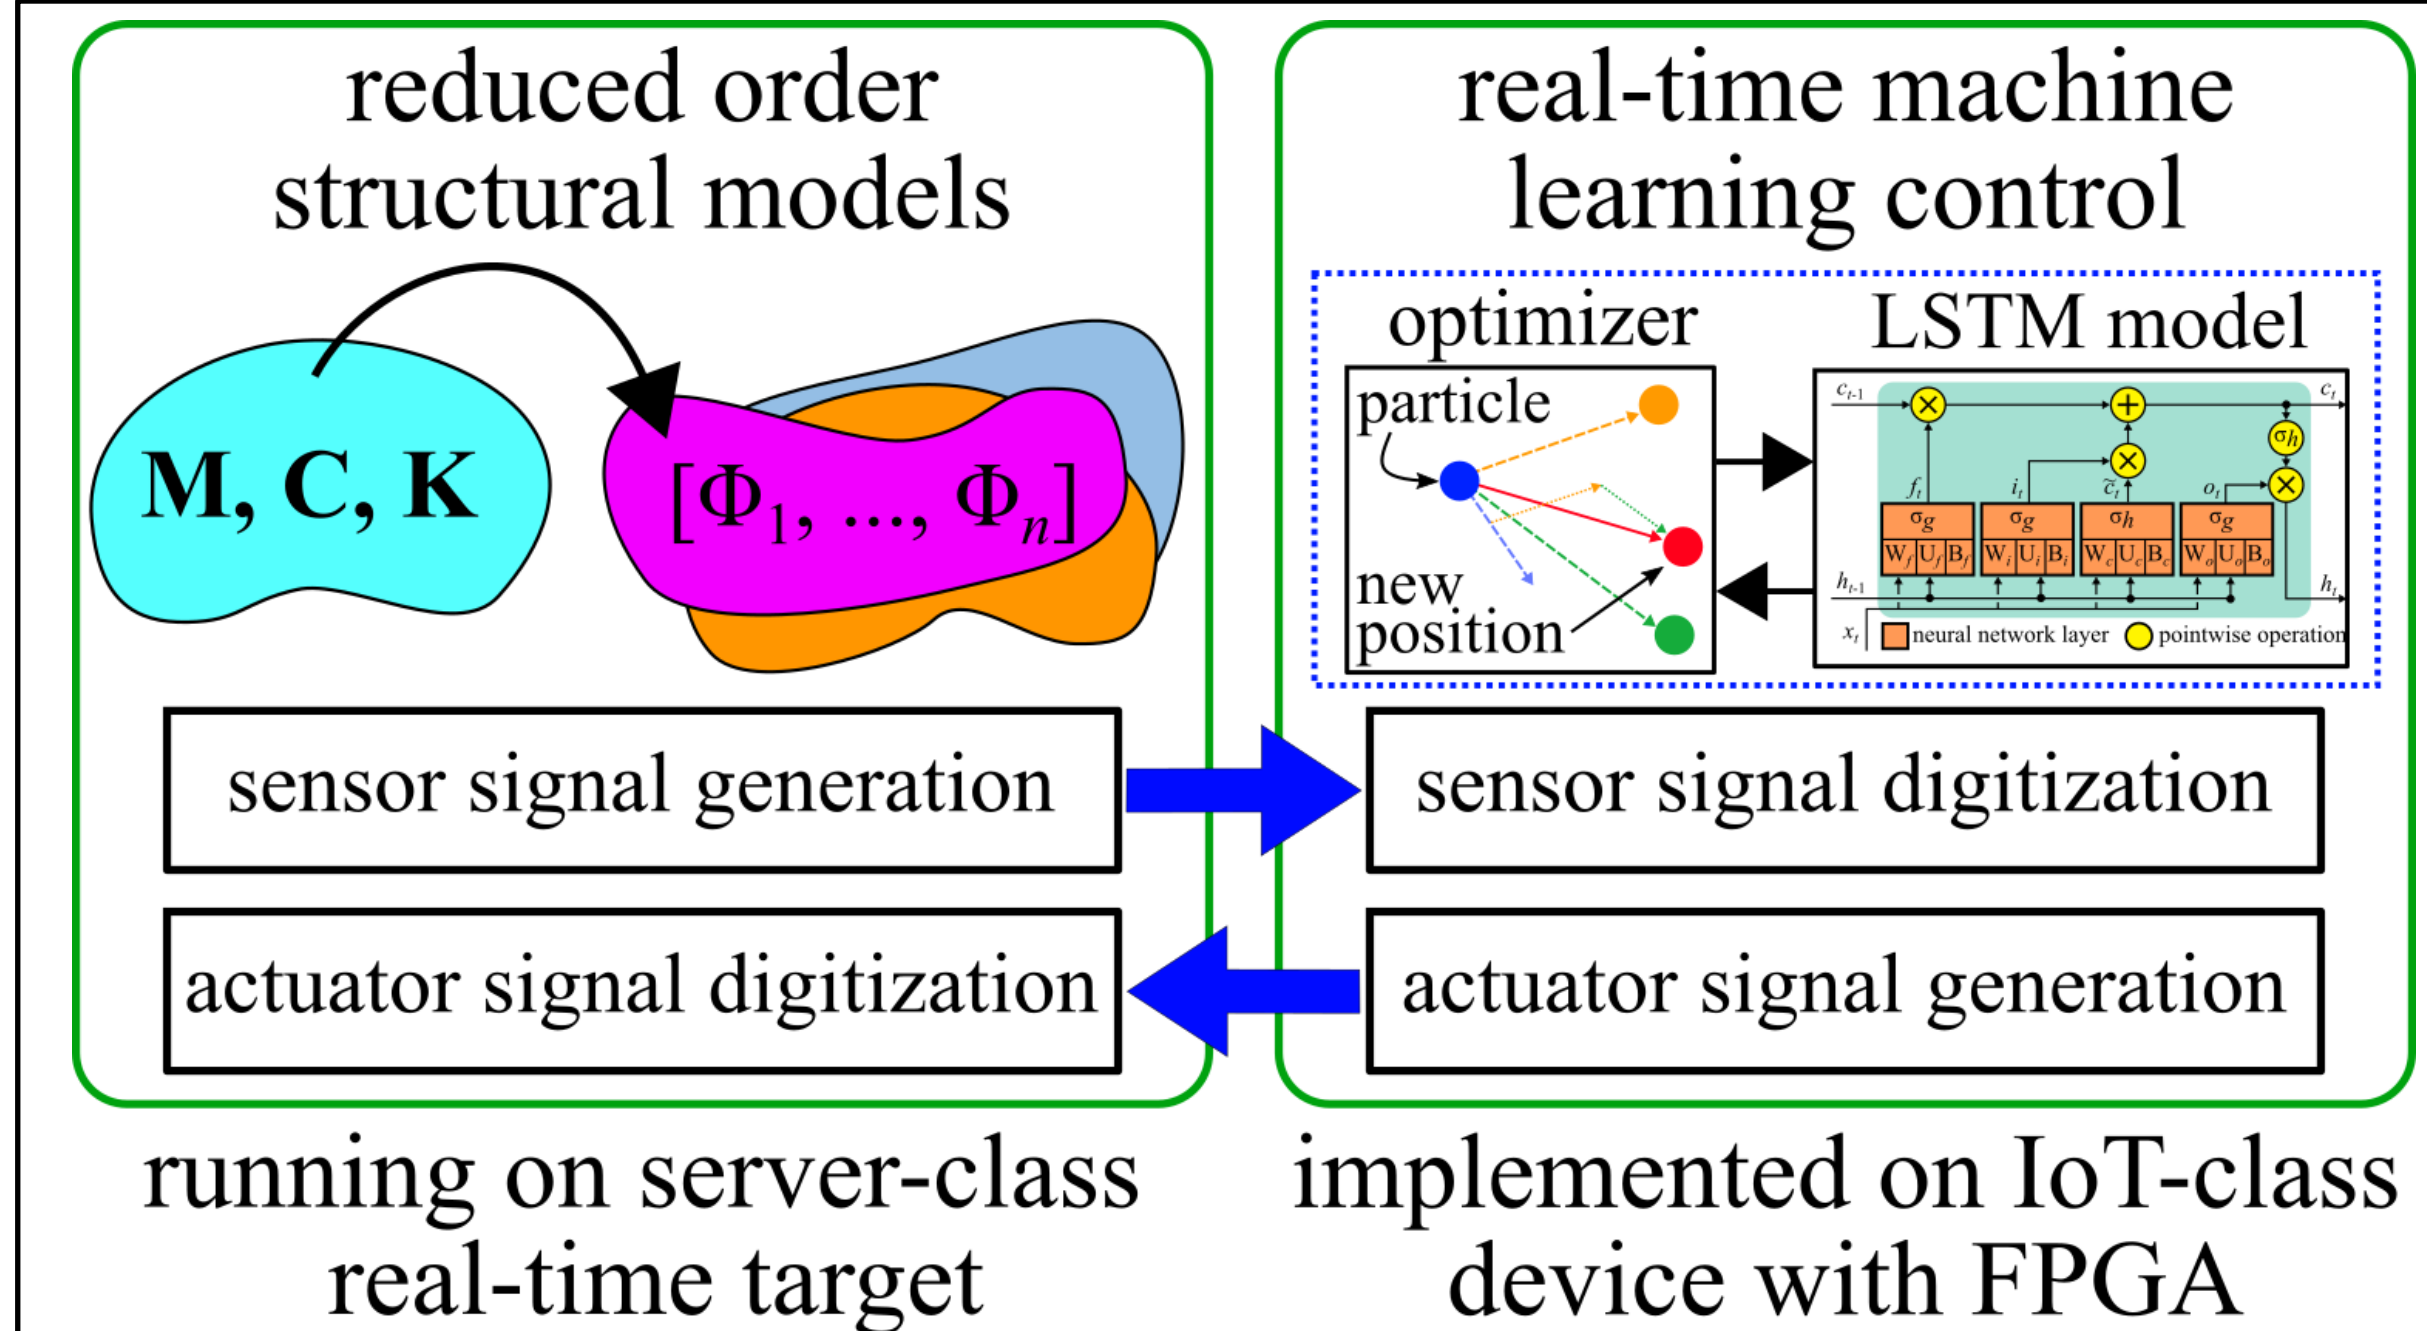 reduced order
structural models
M, C, K
[Φ1, ..., Φn]
sensor signal generation
actuator signal digitization
running on server-class
real-time target
real-time machine
learning control
optimizer
particle
new
position
LSTM model
ct-1
ct
σh
ft
it
c̃t
ot
σg
σg
σh
σg
Wf Uf Bf
Wi Ui Bi
Wc Uc Bc
Wo Uo Bo
ht-1
ht
xt
neural network layer
pointwise operation
sensor signal digitization
actuator signal generation
implemented on IoT-class
device with FPGA